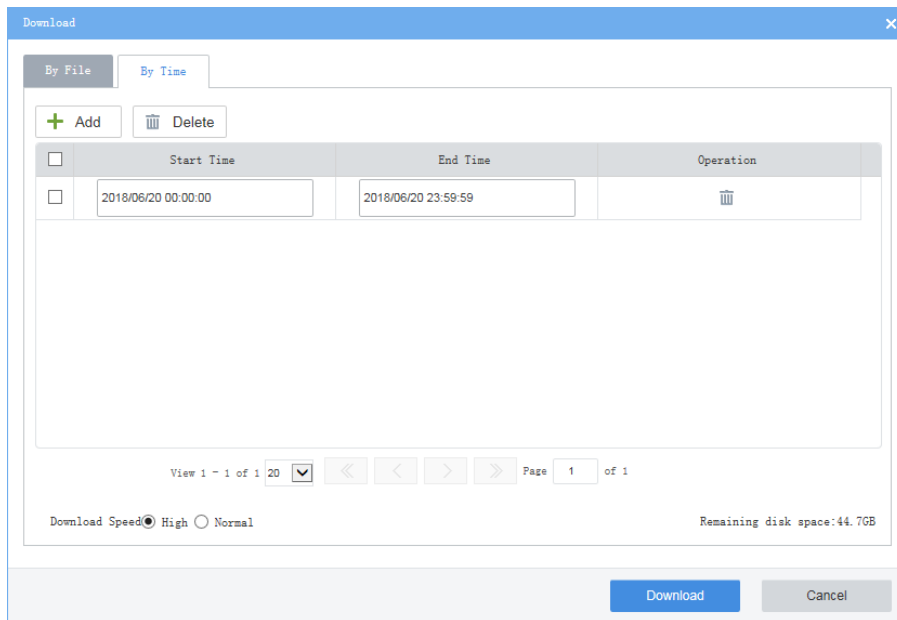 Download
By File By Time
Add Delete
Start Time End Time Operation
2018/06/20 00:00:00 2018/06/20 23:59:59
View 1 - 1 of 1 20 Page 1 of 1
Download Speed High Normal Remaining disk space:44.7GB
Download Cancel